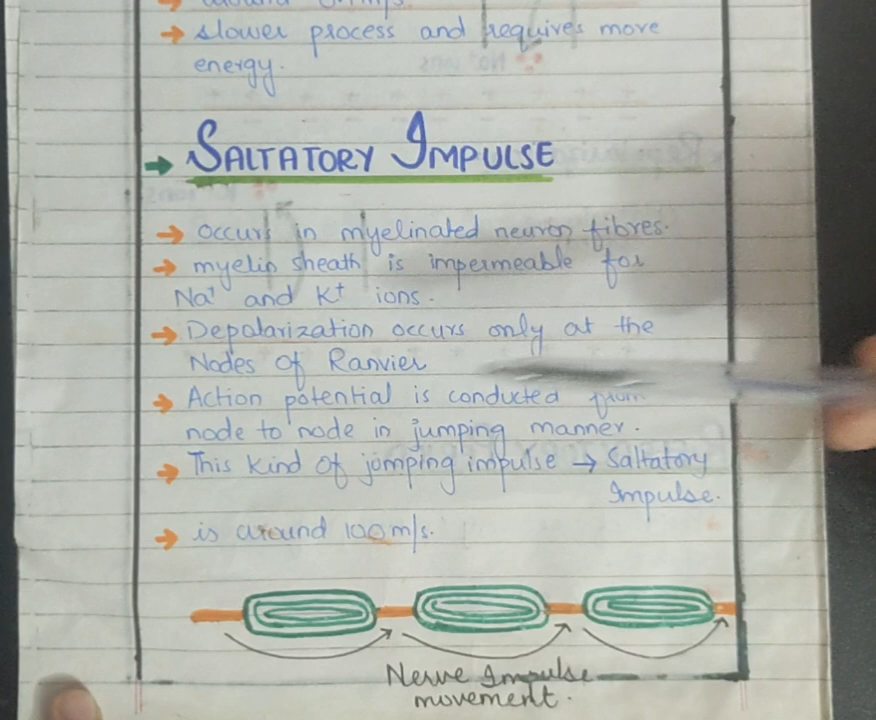 → slower process and requires more
energy.
→ SALTATORY IMPULSE
→ occurs in myelinated neuron fibres.
→ myelin sheath is impermeable for
Na⁺ and K⁺ ions.
→ Depolarization occurs only at the
Nodes of Ranvier
→ Action potential is conducted from
node to node in jumping manner.
→ This Kind of jomping impulse → Saltatory
Impulse.
→ is around 100m/s.
Nerve Impulse
movement.